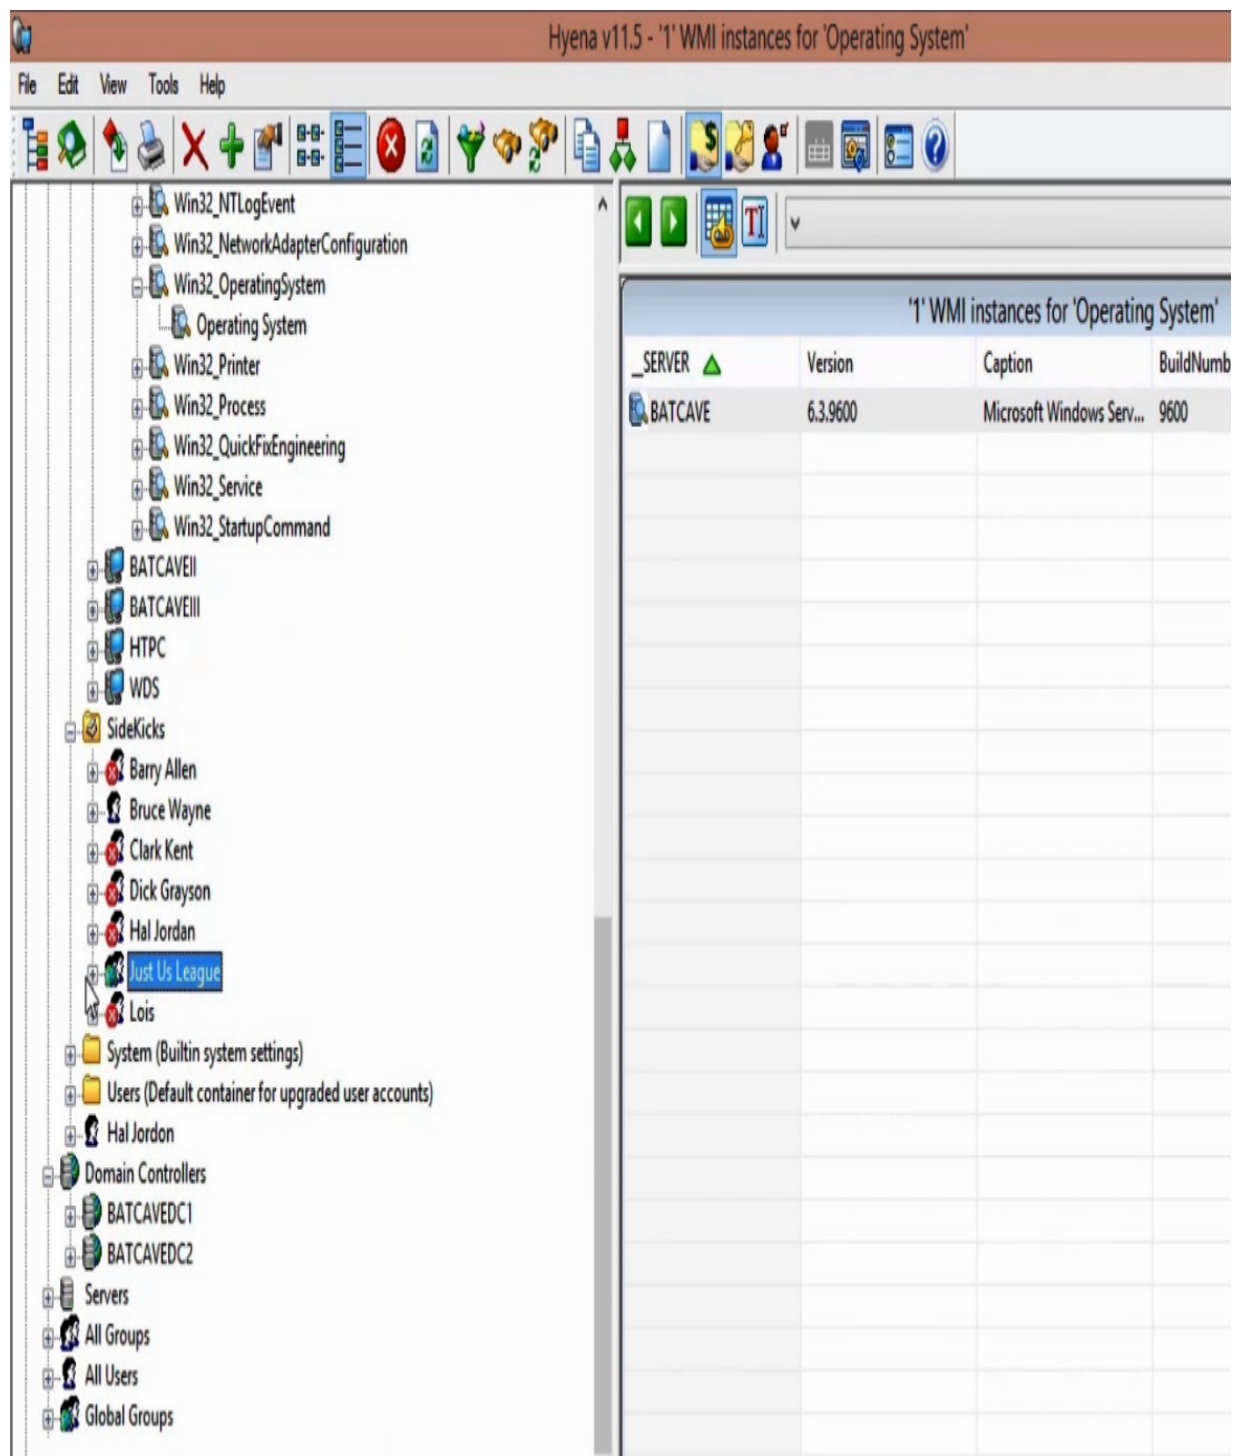 Hyena v11.5 - '1' WMI instances for 'Operating System'
File Edit View Tools Help
Win32_NTLogEvent
Win32_NetworkAdapterConfiguration
Win32_OperatingSystem
Operating System
Win32_Printer
Win32_Process
Win32_QuickFixEngineering
Win32_Service
Win32_StartupCommand
BATCAVEII
BATCAVEIII
HTPC
WDS
SideKicks
Barry Allen
Bruce Wayne
Clark Kent
Dick Grayson
Hal Jordan
Just Us League
Lois
System (Builtin system settings)
Users (Default container for upgraded user accounts)
Hal Jordon
Domain Controllers
BATCAVEDC1
BATCAVEDC2
Servers
All Groups
All Users
Global Groups
'1' WMI instances for 'Operating System'
__SERVER Version Caption BuildNumb
BATCAVE 6.3.9600 Microsoft Windows Serv... 9600